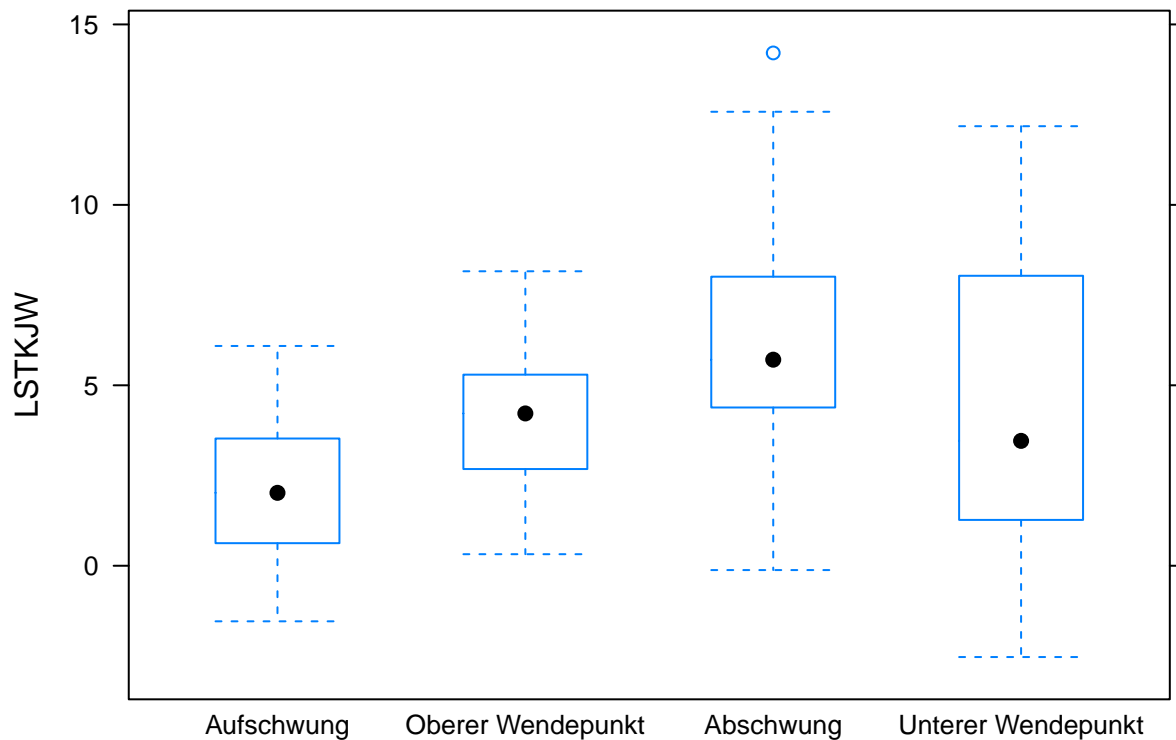 LSTKJW
15
10
5
0
Aufschwung
Oberer Wendepunkt
Abschwung
Unterer Wendepunkt